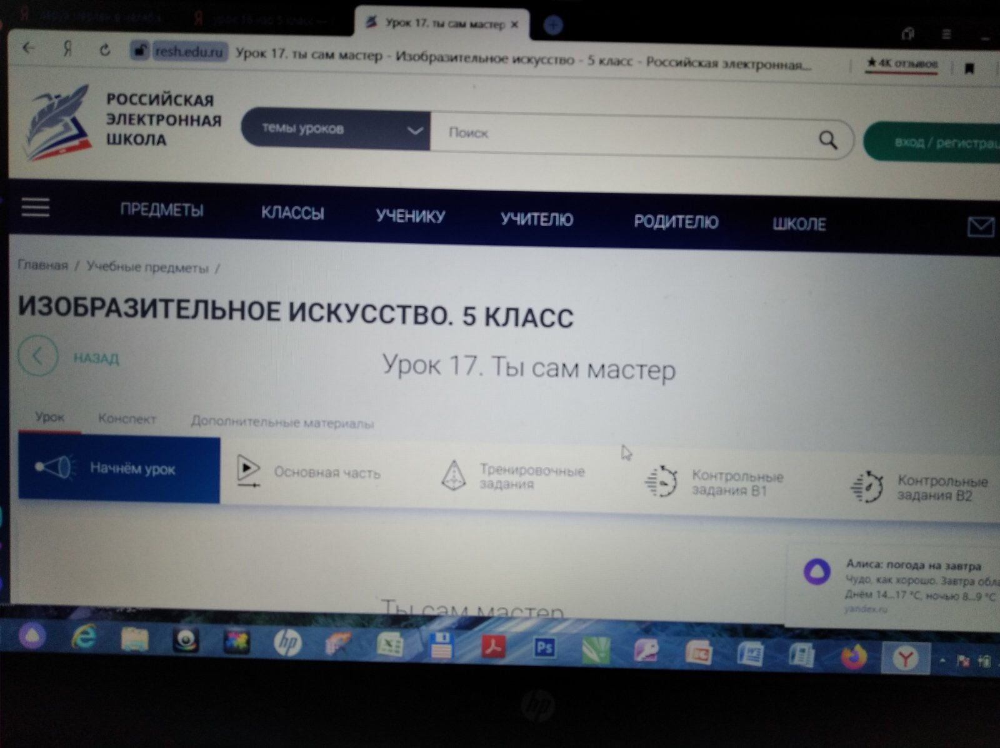 Урок 17. ты сам мастер
resh.edu.ru
Урок 17. ты сам мастер - Изобразительное искусство - 5 класс - Российская электронная...
★ 4К отзывов
РОССИЙСКАЯ
ЭЛЕКТРОННАЯ
ШКОЛА
темы уроков
Поиск
вход / регистрац
ПРЕДМЕТЫ КЛАССЫ УЧЕНИКУ УЧИТЕЛЮ РОДИТЕЛЮ ШКОЛЕ
Главная / Учебные предметы /
ИЗОБРАЗИТЕЛЬНОЕ ИСКУССТВО. 5 КЛАСС
НАЗАД
Урок 17. Ты сам мастер
Урок Конспект Дополнительные материалы
Начнём урок
Основная часть
Тренировочные
задания
Контрольные
задания В1
Контрольные
задания В2
Ты сам мастер
Алиса: погода на завтра
Чудо, как хорошо. Завтра обла
Днём 14...17 °C, ночью 8...9 °C
yandex.ru
hp
Ps
hp